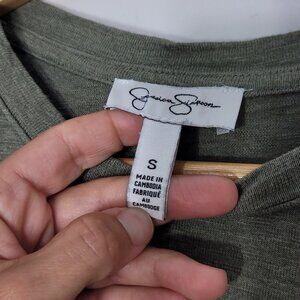 Jessica Simpson
S
MADE IN
CAMBODIA
FABRIQUÉ
AU
CAMBODGE